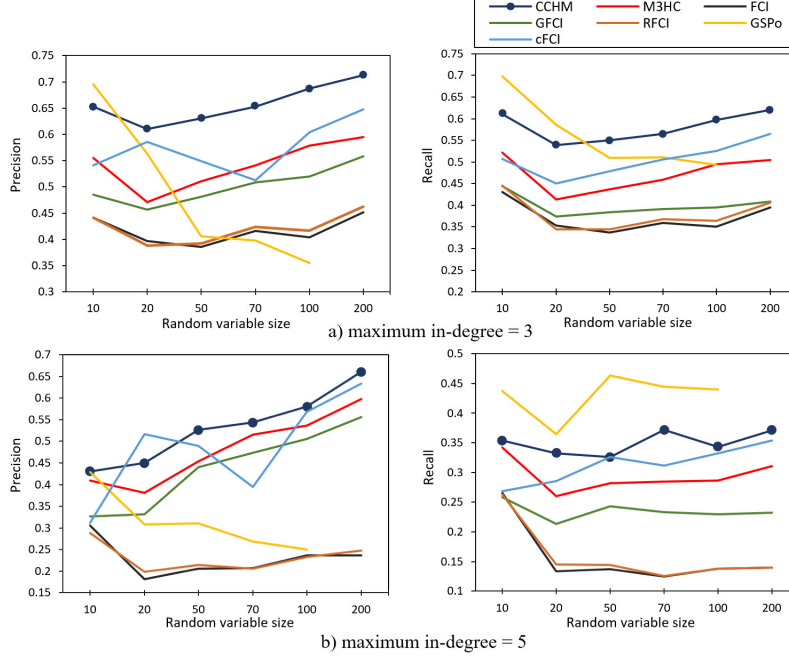 CCHM M3HC FCI
GFCI RFCI GSPo
cFCI
0.75
0.7
0.65
0.6
0.55
0.5
0.45
0.4
0.35
0.3
Precision
10 20 50 70 100 200
Random variable size
0.75
0.7
0.65
0.6
0.55
0.5
0.45
0.4
0.35
0.3
0.25
0.2
Recall
10 20 50 70 100 200
Random variable size
a) maximum in-degree = 3
0.7
0.65
0.6
0.55
0.5
0.45
0.4
0.35
0.3
0.25
0.2
0.15
Precision
10 20 50 70 100 200
Random variable size
0.5
0.45
0.4
0.35
0.3
0.25
0.2
0.15
0.1
Recall
10 20 50 70 100 200
Random variable size
b) maximum in-degree = 5